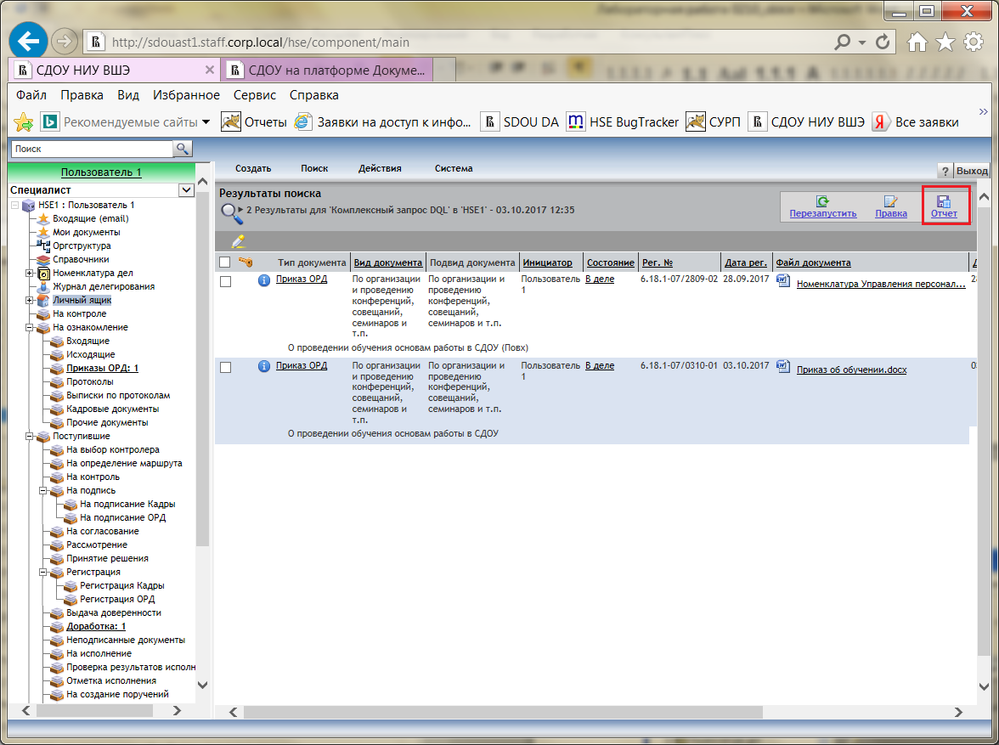 http://sdouast1.staff.corp.local/hse/component/main
СДОУ НИУ ВШЭ
СДОУ на платформе Докуме...
Файл Правка Вид Избранное Сервис Справка
Рекомендуемые сайты Отчеты Заявки на доступ к инфо... SDOU DA HSE BugTracker СУРП СДОУ НИУ ВШЭ Все заявки
Поиск
Пользователь 1
Специалист
HSE1 : Пользователь 1
Входящие (email)
Мои документы
Оргструктура
Справочники
Номенклатура дел
Журнал делегирования
Личный ящик
На контроле
На ознакомление
Входящие
Исходящие
Приказы ОРД: 1
Протоколы
Выписки по протоколам
Кадровые документы
Прочие документы
Поступившие
На выбор контролера
На определение маршрута
На контроль
На подпись
На подписание Кадры
На подписание ОРД
На согласование
Рассмотрение
Принятие решения
Регистрация
Регистрация Кадры
Регистрация ОРД
Выдача доверенности
Доработка: 1
Неподписанные документы
На исполнение
Проверка результатов исполн
Отметка исполнения
На создание поручений
Создать Поиск Действия Система
? Выход
Результаты поиска
2 Результаты для 'Комплексный запрос DQL' в 'HSE1' - 03.10.2017 12:35
Перезапустить Правка Отчет
Тип документа Вид документа Подвид документа Инициатор Состояние Рег. № Дата рег. Файл документа
Приказ ОРД По организации По организации и Пользователь В деле 6.18.1-07/2809-02 28.09.2017 Номенклатура Управления персонал...
и проведению проведению 1
конференций, конференций,
совещаний, совещаний,
семинаров и семинаров и
т.п. т.п.
О проведении обучения основам работы в СДОУ (Повх)
Приказ ОРД По организации По организации и Пользователь В деле 6.18.1-07/0310-01 03.10.2017 Приказ об обучении.docx
и проведению проведению 1
конференций, конференций,
совещаний, совещаний,
семинаров и семинаров и т.п.
т.п.
О проведении обучения основам работы в СДОУ